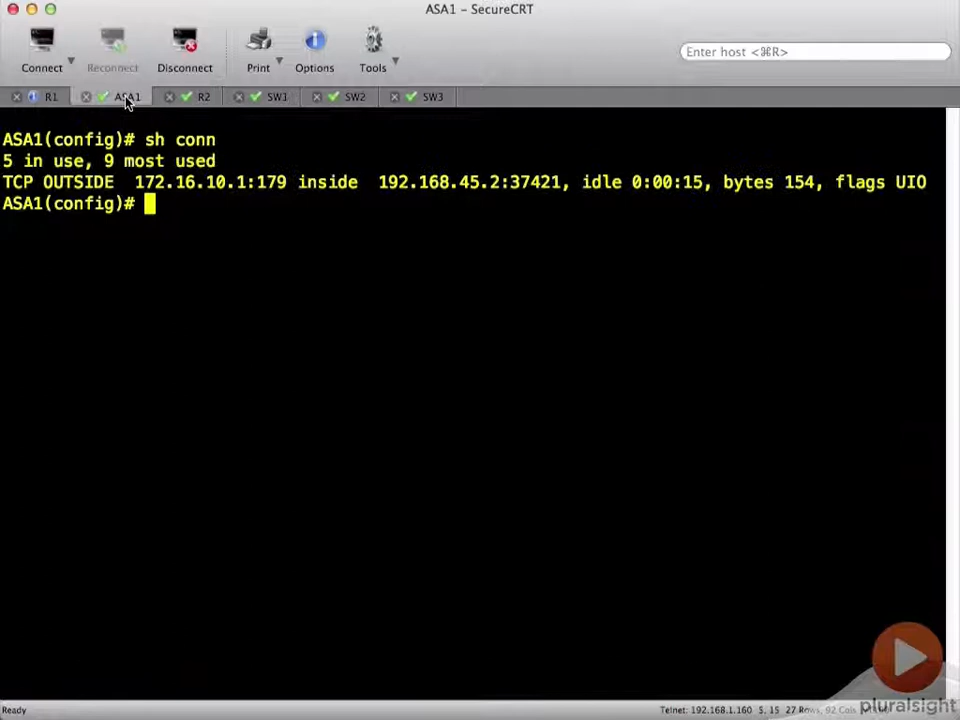 ASA1 – SecureCRT
Connect Reconnect Disconnect Print Options Tools
Enter host <⌘R>
R1 ASA1 R2 SW1 SW2 SW3
ASA1(config)# sh conn
5 in use, 9 most used
TCP OUTSIDE  172.16.10.1:179 inside  192.168.45.2:37421, idle 0:00:15, bytes 154, flags UIO
ASA1(config)#
Ready
Telnet: 192.168.1.160 5, 15 27 Rows, 92 Cols
pluralsight